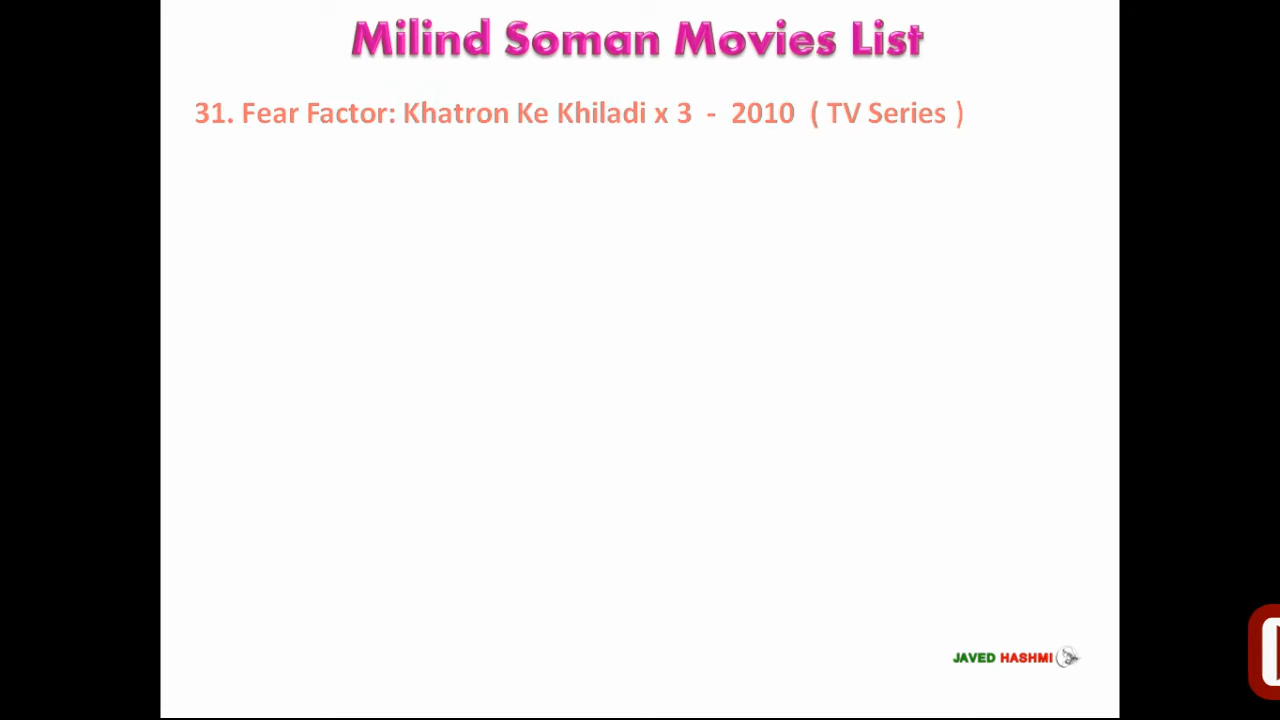 Milind Soman Movies List
31. Fear Factor: Khatron Ke Khiladi x 3 - 2010 ( TV Series )
JAVED HASHMI